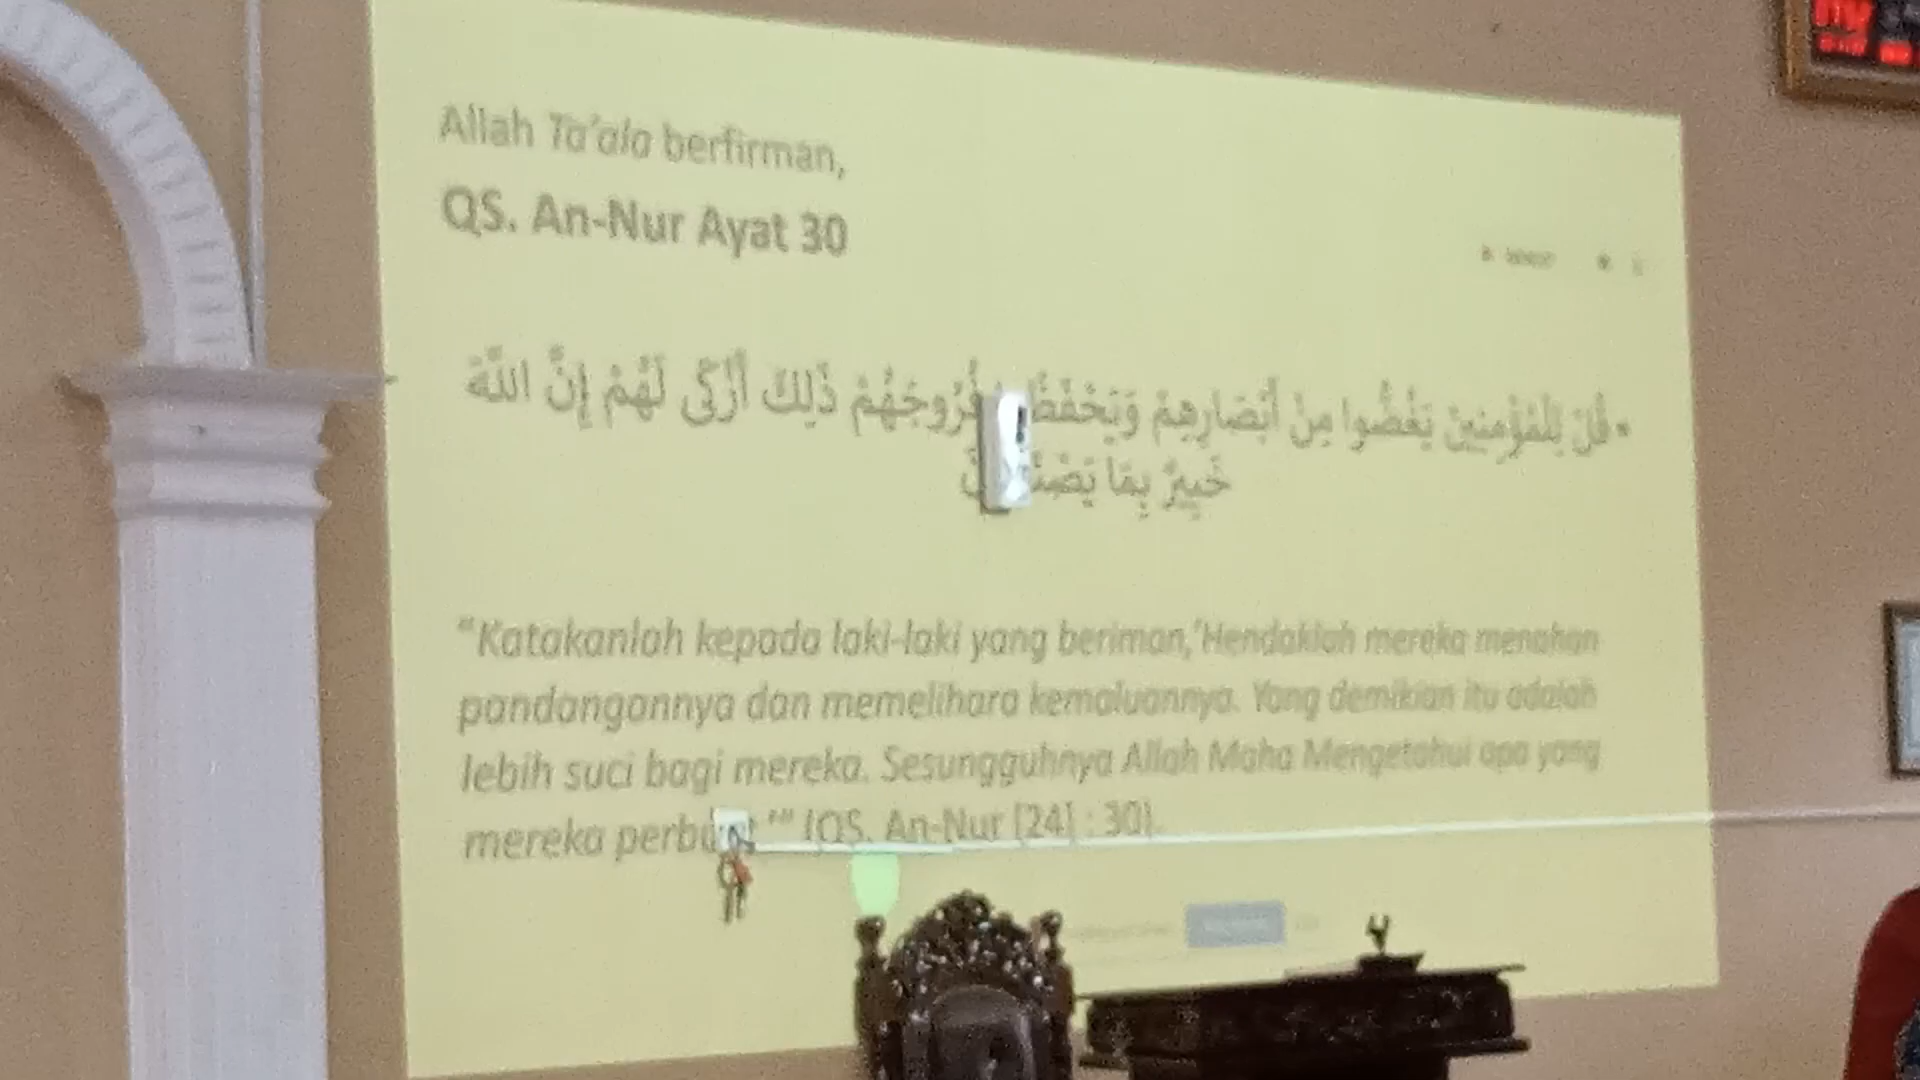 Allah Ta'ala berfirman,
QS. An-Nur Ayat 30
قُلْ لِلْمُؤْمِنِينَ يَغُضُّوا مِنْ أَبْصَارِهِمْ وَيَحْفَظُ فُرُوجَهُمْ ذَلِكَ أَزْكَى لَهُمْ إِنَّ اللَّهَ
خَبِيرٌ بِمَا
"Katakanlah kepada laki-laki yang beriman,'Hendaklah mereka menahan
pandangannya dan memelihara kemaluannya. Yang demikian itu adalah
lebih suci bagi mereka. Sesungguhnya Allah Maha Mengetahui apa yang
mereka '" (QS. An-Nur [24] : 30).